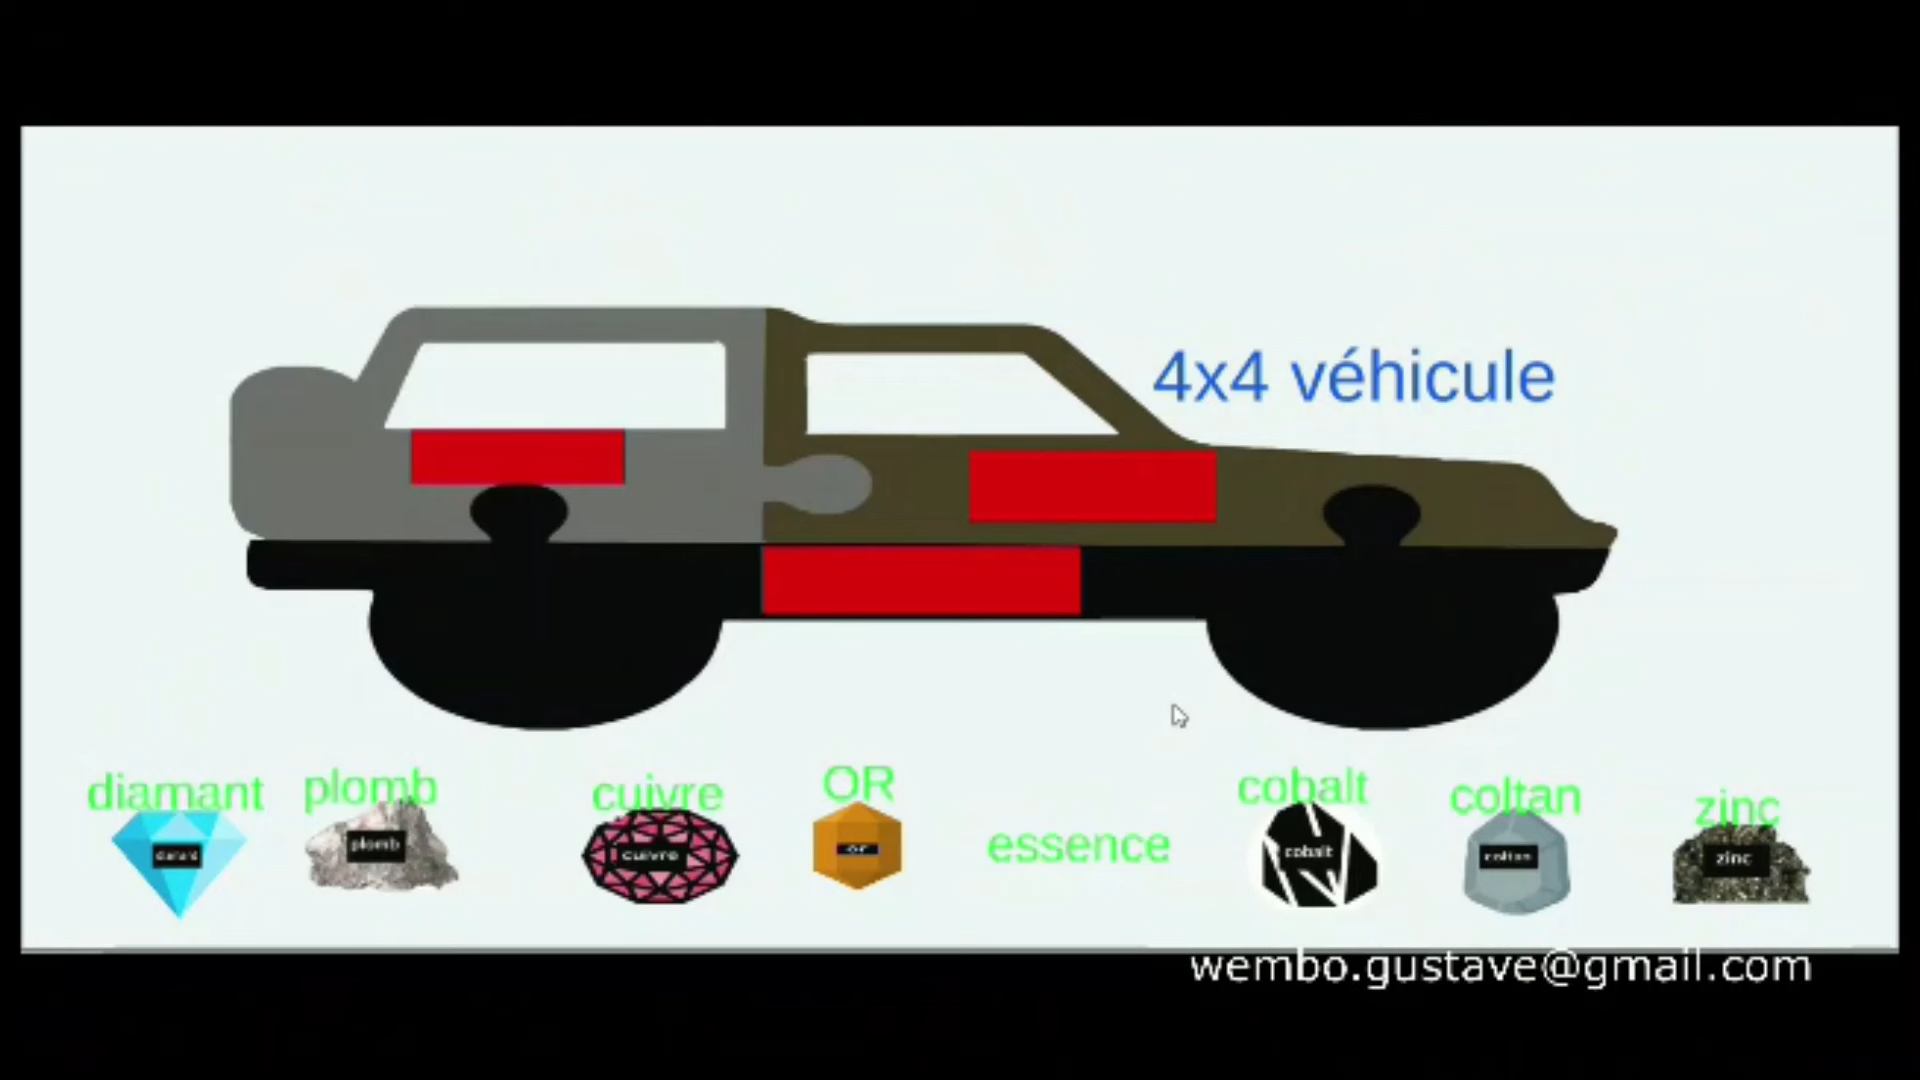 4x4 véhicule
diamant
plomb
cuivre
OR
essence
cobalt
coltan
zinc
plomb
cuivre
or
cobalt
coltan
zinc
wembo.gustave@gmail.com